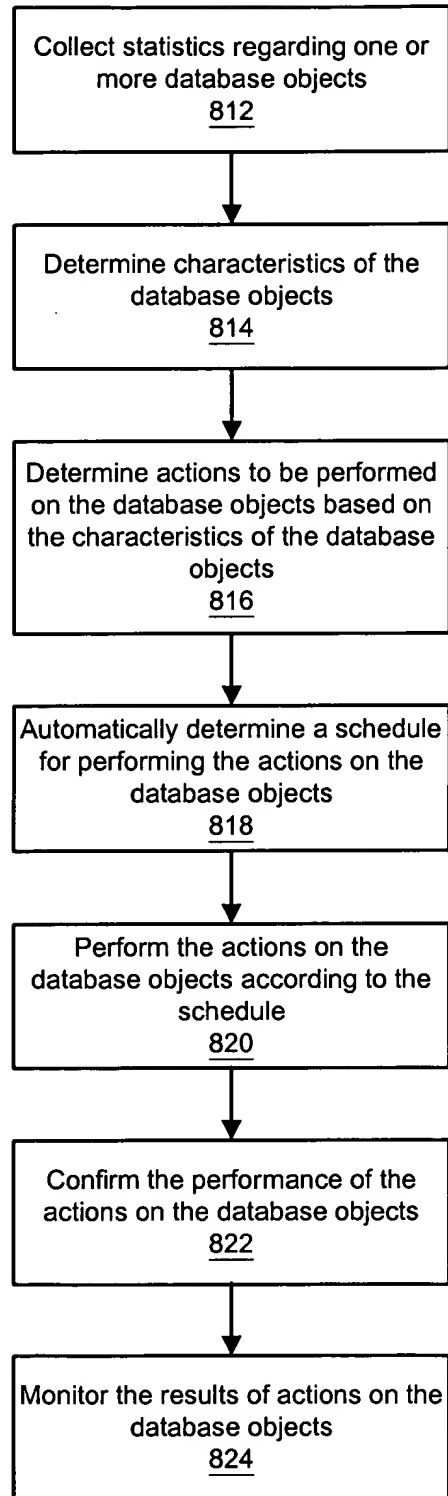 Collect statistics regarding one or
more database objects
812
Determine characteristics of the
database objects
814
Determine actions to be performed
on the database objects based on
the characteristics of the database
objects
816
Automatically determine a schedule
for performing the actions on the
database objects
818
Perform the actions on the
database objects according to the
schedule
820
Confirm the performance of the
actions on the database objects
822
Monitor the results of actions on the
database objects
824